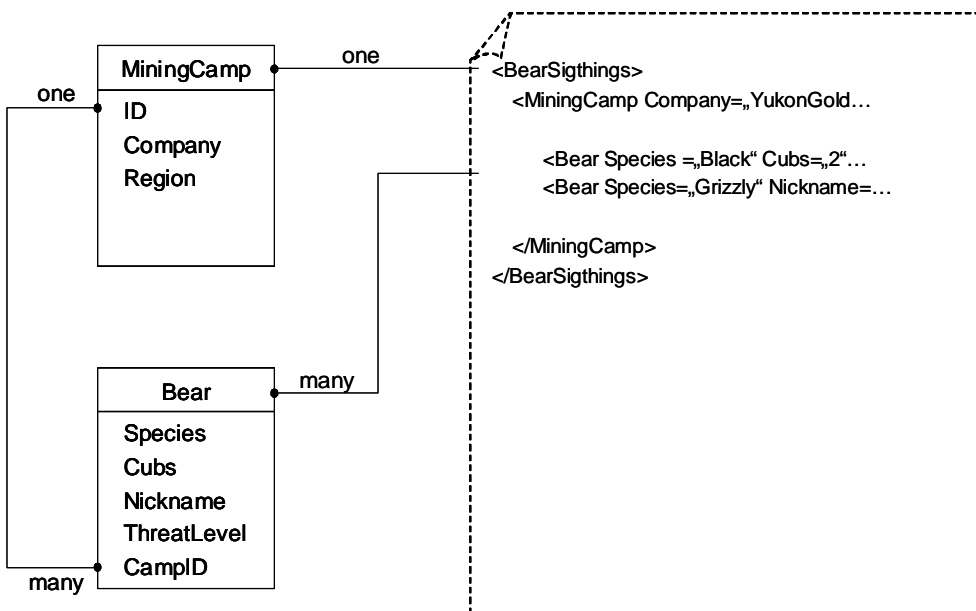 MiningCamp
ID
Company
Region
one
one
Bear
Species
Cubs
Nickname
ThreatLevel
CampID
many
many
<BearSigthings>
<MiningCamp Company=„YukonGold…
<Bear Species =„Black“ Cubs=„2“…
<Bear Species=„Grizzly“ Nickname=…
</MiningCamp>
</BearSigthings>